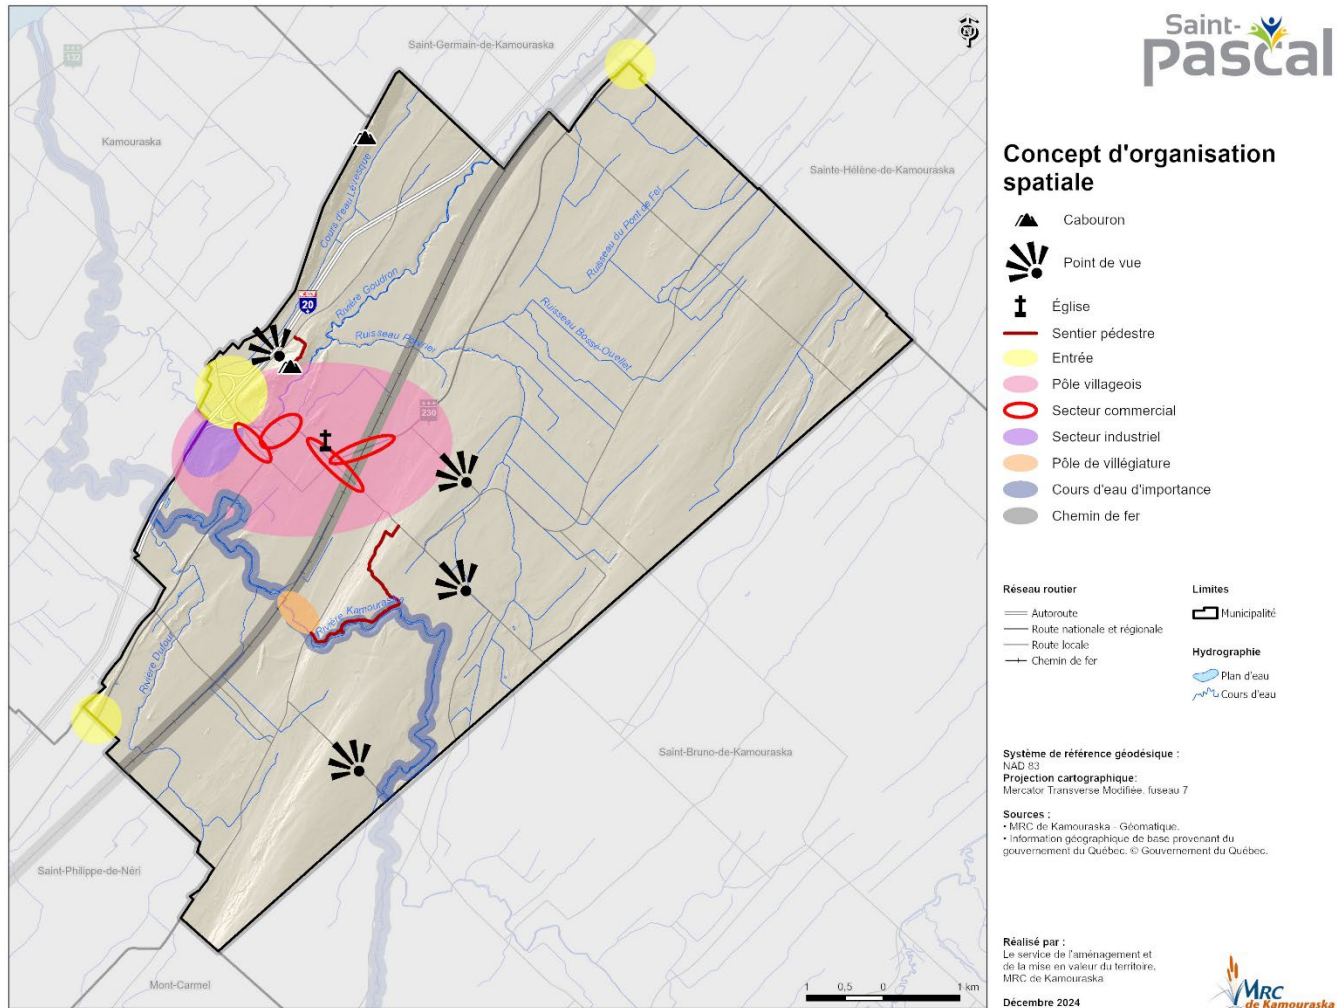 Saint-Germain-de-Kamouraska
132
Kamouraska
Sainte-Hélène-de-Kamouraska
Cours d'eau Lévesque
Ruisseau du Pont de Fer
20
Rivière Goudron
Ruisseau Poivrier
Ruisseau Bossé-Ouellet
230
Rivière Kamouraska
Rivière Dufour
Saint-Bruno-de-Kamouraska
Saint-Philippe-de-Néri
Mont-Carmel
1 0,5 0 1 km
Saint-
pascal
Concept d'organisation
spatiale
Cabouron
Point de vue
Église
Sentier pédestre
Entrée
Pôle villageois
Secteur commercial
Secteur industriel
Pôle de villégiature
Cours d'eau d'importance
Chemin de fer
Réseau routier
Autoroute
Route nationale et régionale
Route locale
Chemin de fer
Limites
Municipalité
Hydrographie
Plan d'eau
Cours d'eau
Système de référence géodésique :
NAD 83
Projection cartographique:
Mercator Transverse Modifiée, fuseau 7
Sources :
• MRC de Kamouraska - Géomatique.
• Information géographique de base provenant du
gouvernement du Québec. © Gouvernement du Québec.
Réalisé par :
Le service de l'aménagement et
de la mise en valeur du territoire,
MRC de Kamouraska
Décembre 2024
MRC
de Kamouraska